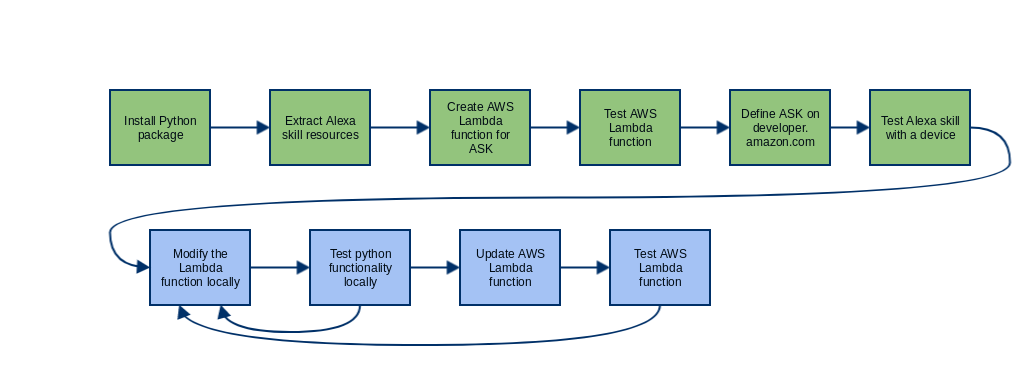 Install Python
package
Extract Alexa
skill resources
Create AWS
Lambda
function for
ASK
Test AWS
Lambda
function
Define ASK on
developer.
amazon.com
Test Alexa skill
with a device
Modify the
Lambda
function locally
Test python
functionality
locally
Update AWS
Lambda
function
Test AWS
Lambda
function